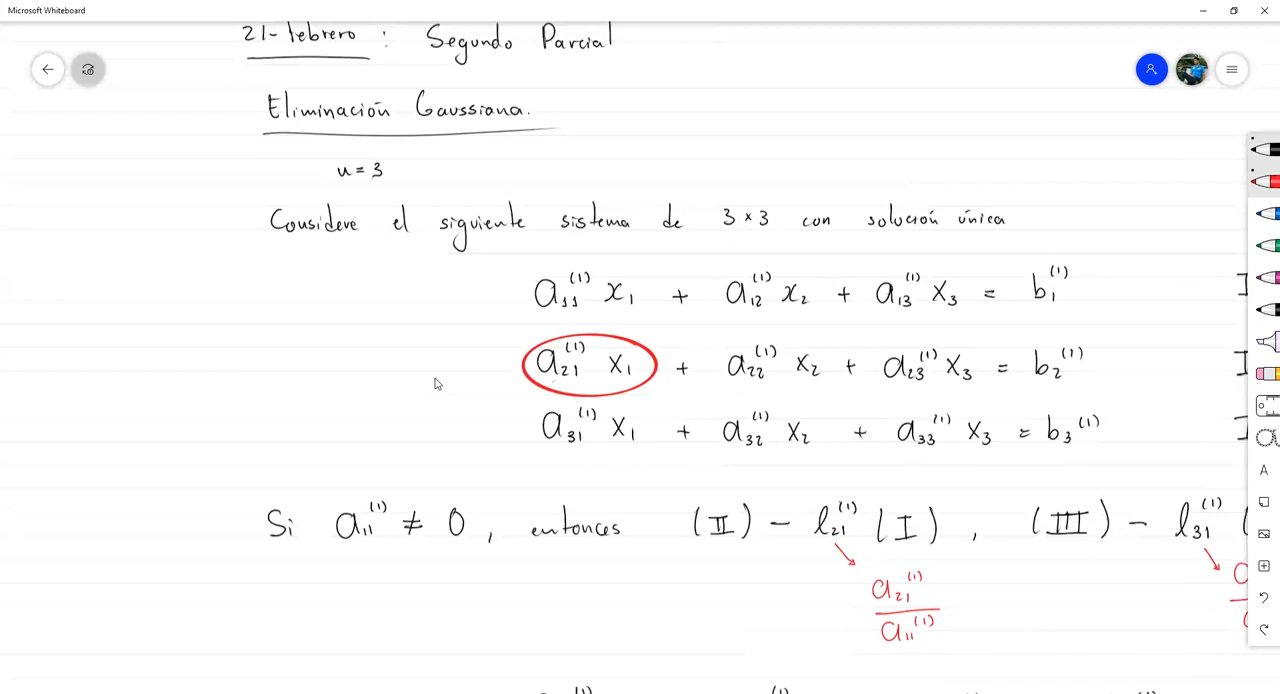 Microsoft Whiteboard
21-febrero : Segundo Parcial
Eliminación Gaussiana.
n = 3
Considere el siguiente sistema de 3 × 3 con solución única
a₁₁⁽¹⁾ x₁ + a₁₂⁽¹⁾ x₂ + a₁₃⁽¹⁾ x₃ = b₁⁽¹⁾ I
a₂₁⁽¹⁾ x₁ + a₂₂⁽¹⁾ x₂ + a₂₃⁽¹⁾ x₃ = b₂⁽¹⁾ I
a₃₁⁽¹⁾ x₁ + a₃₂⁽¹⁾ x₂ + a₃₃⁽¹⁾ x₃ = b₃⁽¹⁾ I
Si a₁₁⁽¹⁾ ≠ 0 , entonces (II) - l₂₁⁽¹⁾ (I) , (III) - l₃₁⁽¹⁾ (
a₂₁⁽¹⁾
a₁₁⁽¹⁾
A